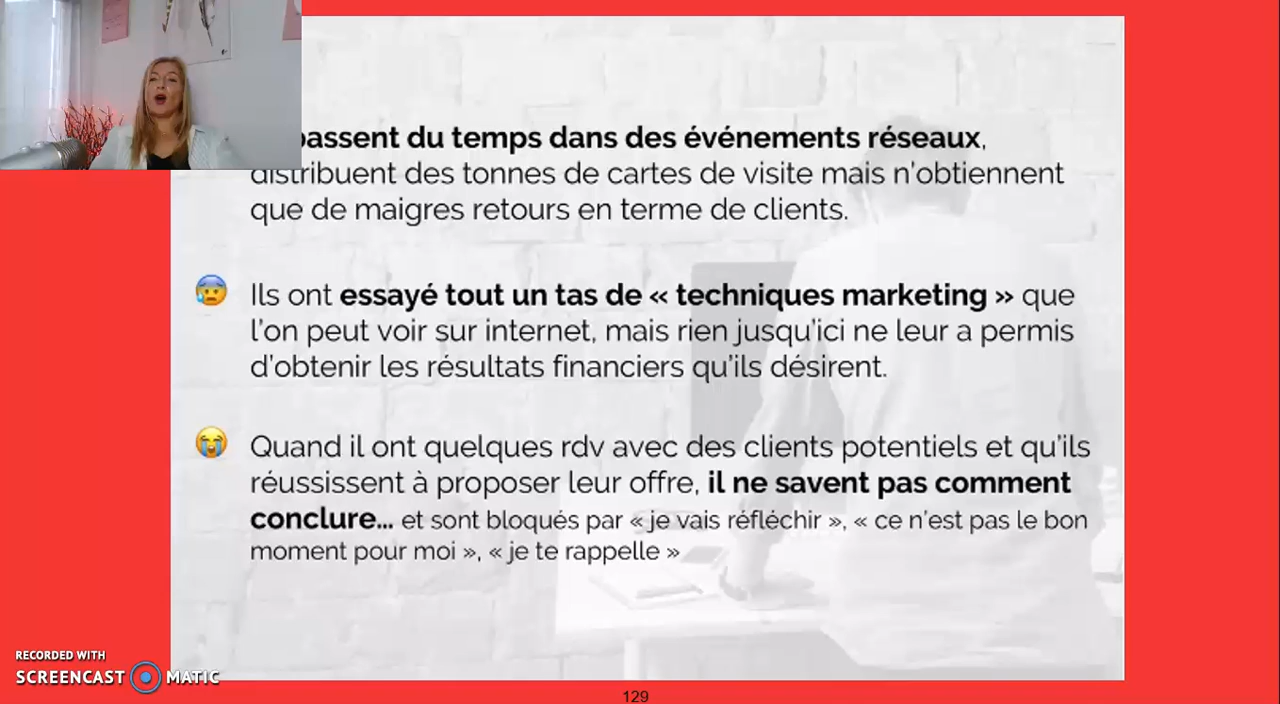 passent du temps dans des événements réseaux,
distribuent des tonnes de cartes de visite mais n’obtiennent
que de maigres retours en terme de clients.
Ils ont essayé tout un tas de « techniques marketing » que
l’on peut voir sur internet, mais rien jusqu’ici ne leur a permis
d’obtenir les résultats financiers qu’ils désirent.
Quand il ont quelques rdv avec des clients potentiels et qu’ils
réussissent à proposer leur offre, il ne savent pas comment
conclure... et sont bloqués par « je vais réfléchir », « ce n’est pas le bon
moment pour moi », « je te rappelle »
RECORDED WITH
SCREENCAST MATIC
129